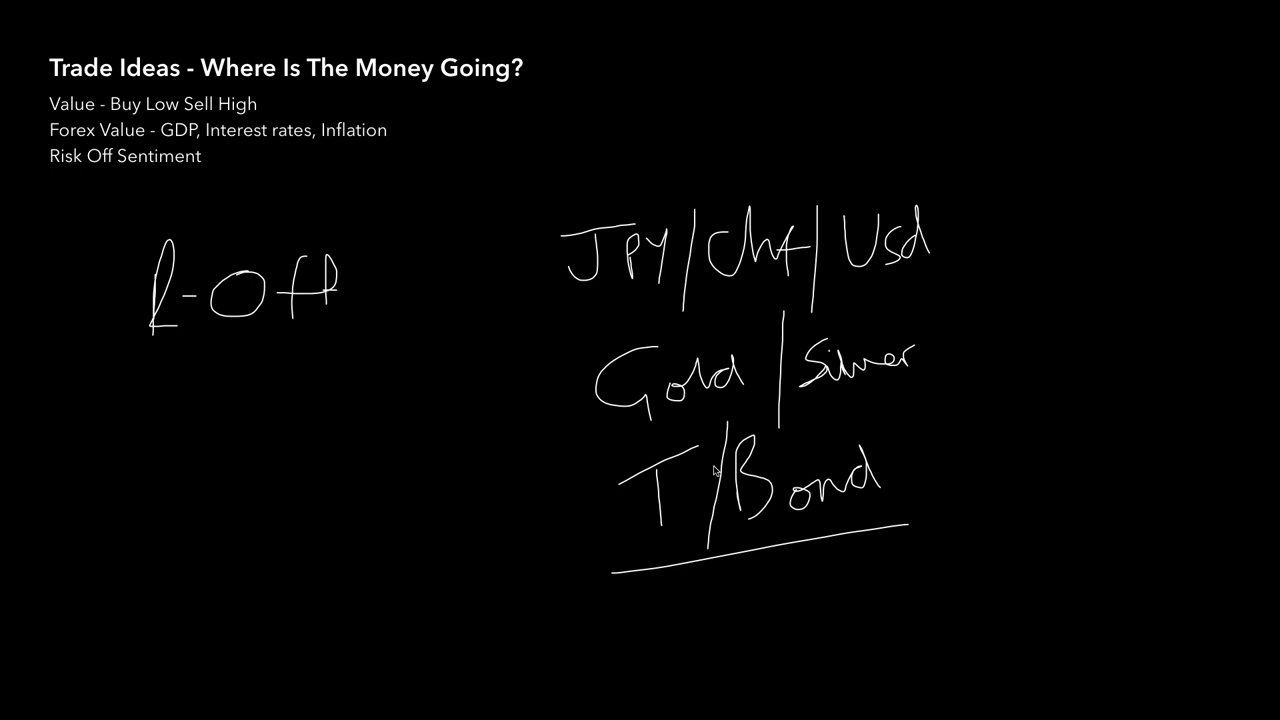 Trade Ideas - Where Is The Money Going?
Value - Buy Low Sell High
Forex Value - GDP, Interest rates, Inflation
Risk Off Sentiment
R-Off
JPY/Chf/Usd
Gold/Silver
T/Bond